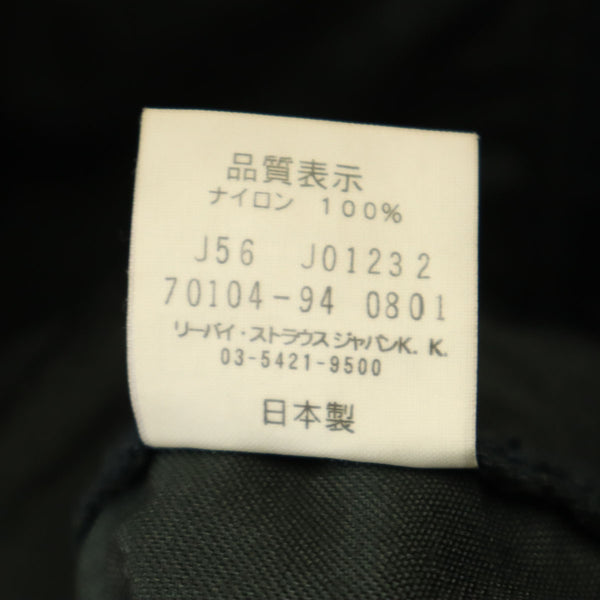 品質表示
ナイロン 100%
J56 J01232
70104-94 0801
リーバイ・ストラウス ジャパンK.K.
03-5421-9500
日本製